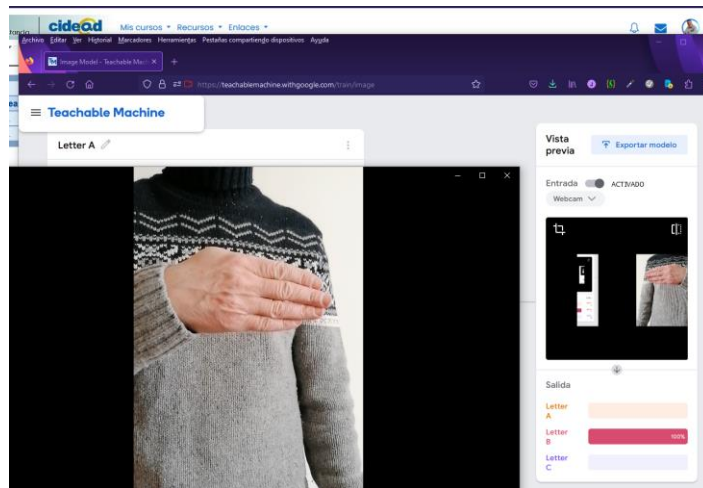 cidead Mis cursos Recursos Enlaces
Archivo Editar Ver Historial Marcadores Herramientas Pestañas compartiendo dispositivos Ayuda
Image Model - Teachable Mach
https://teachablemachine.withgoogle.com/train/image
Teachable Machine
Letter A
Vista previa
Exportar modelo
Entrada ACTIVADO
Webcam
Salida
Letter A
Letter B 100%
Letter C